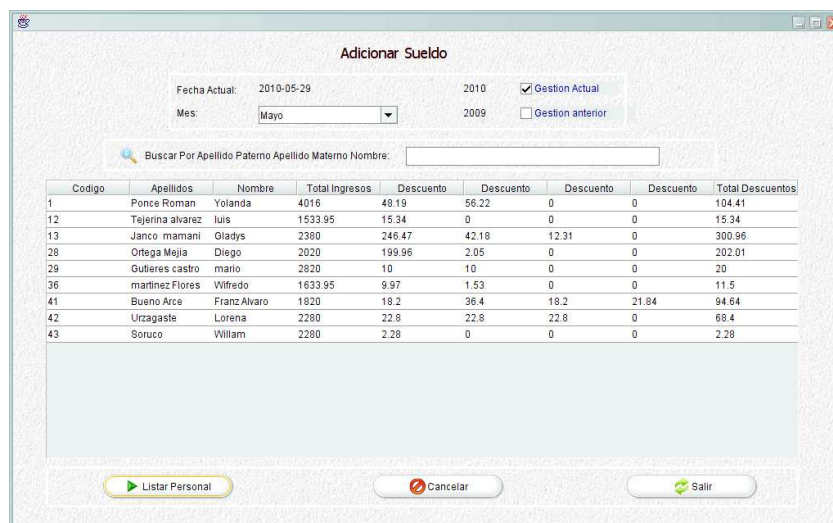 Adicionar Sueldo
Fecha Actual: 2010-05-29 2010 Gestion Actual
Mes: Mayo 2009 Gestion anterior
Buscar Por Apellido Paterno Apellido Materno Nombre:
Codigo Apellidos Nombre Total Ingresos Descuento Descuento Descuento Descuento Total Descuentos
1 Ponce Roman Yolanda 4016 48.19 56.22 0 0 104.41
12 Tejerina alvarez luis 1533.95 15.34 0 0 0 15.34
13 Janco mamani Gladys 2380 246.47 42.18 12.31 0 300.96
28 Ortega Mejia Diego 2020 199.96 2.05 0 0 202.01
29 Gutieres castro mario 2820 10 10 0 0 20
36 martinez Flores Wifredo 1633.95 9.97 1.53 0 0 11.5
41 Bueno Arce Franz Alvaro 1820 18.2 36.4 18.2 21.84 94.64
42 Urzagaste Lorena 2280 22.8 22.8 22.8 0 68.4
43 Soruco Willam 2280 2.28 0 0 0 2.28
Listar Personal Cancelar Salir